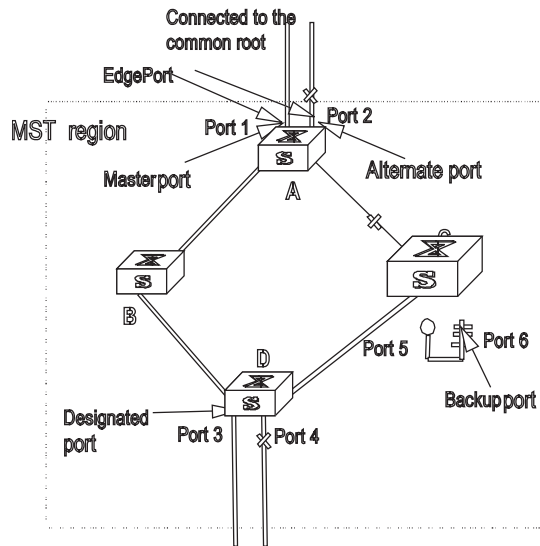 Connected to the
common root
EdgePort
MST region
Port 1
Port 2
Masterport
Alternate port
A
S
S
S
B
D
Port 5
Port 6
S
Backupport
Designated
port
Port 3
Port 4